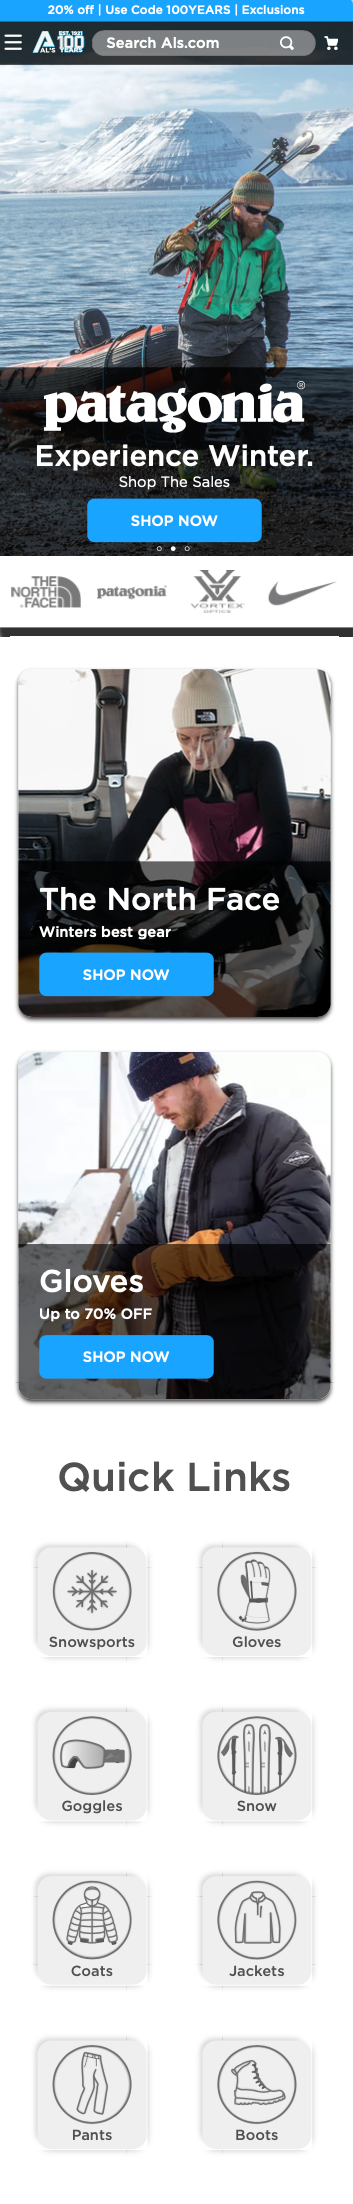 20% off | Use Code 100YEARS | Exclusions
EST. 1921
AL'S 100 YEARS
Search Als.com
patagonia®
Experience Winter.
Shop The Sales
SHOP NOW
THE NORTH FACE patagonia VORTEX OPTICS
The North Face
Winters best gear
SHOP NOW
Gloves
Up to 70% OFF
SHOP NOW
Quick Links
Snowsports Gloves
Goggles Snow
Coats Jackets
Pants Boots